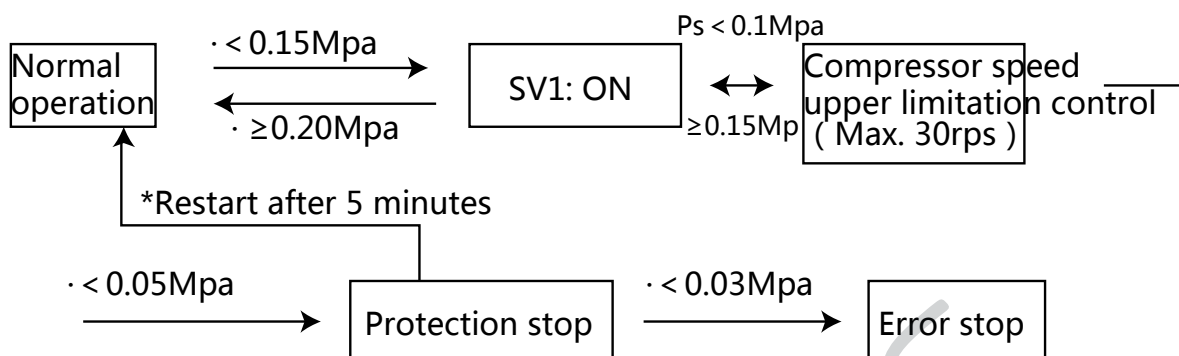 · < 0.15Mpa
Ps < 0.1Mpa
Normal
operation
SV1: ON
Compressor speed
upper limitation control
( Max. 30rps )
· ≥0.20Mpa
≥0.15Mp
*Restart after 5 minutes
· < 0.05Mpa
Protection stop
· < 0.03Mpa
Error stop